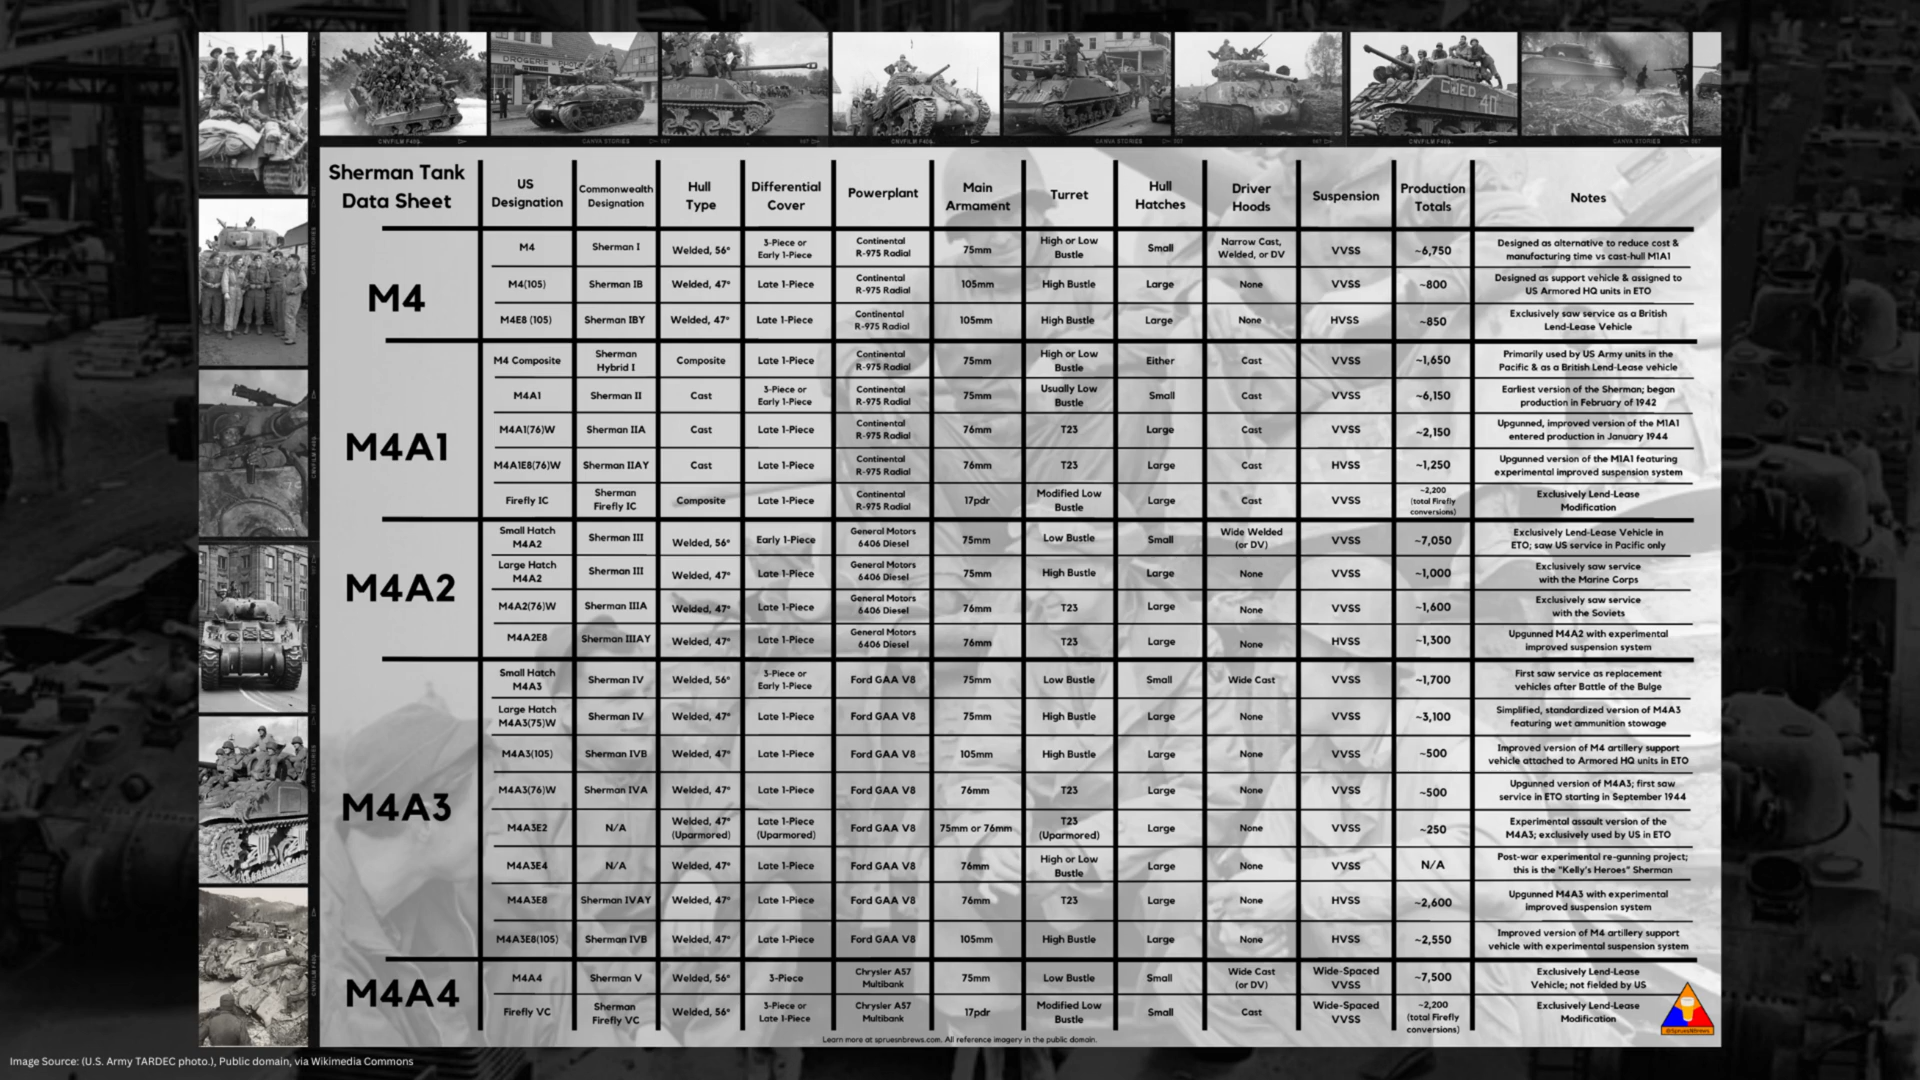 Sherman Tank
Data Sheet
US
Designation
Commonwealth
Designation
Hull
Type
Differential
Cover
Powerplant
Main
Armament
Turret
Hull
Hatches
Driver
Hoods
Suspension
Production
Totals
Notes
M4
M4
Sherman I
Welded, 56°
3-Piece or
Early 1-Piece
Continental
R-975 Radial
75mm
High or Low
Bustle
Small
Narrow Cast,
Welded, or DV
VVSS
~6,750
Designed as alternative to reduce cost &
manufacturing time vs cast-hull M1A1
M4(105)
Sherman IB
Welded, 47°
Late 1-Piece
Continental
R-975 Radial
105mm
High Bustle
Large
None
VVSS
~800
Designed as support vehicle & assigned to
US Armored HQ units in ETO
M4E8 (105)
Sherman IBY
Welded, 47°
Late 1-Piece
Continental
R-975 Radial
105mm
High Bustle
Large
None
HVSS
~850
Exclusively saw service as a British
Lend-Lease Vehicle
M4A1
M4 Composite
Sherman
Hybrid I
Composite
Late 1-Piece
Continental
R-975 Radial
75mm
High or Low
Bustle
Either
Cast
VVSS
~1,650
Primarily used by US Army units in the
Pacific & as a British Lend-Lease vehicle
M4A1
Sherman II
Cast
3-Piece or
Early 1-Piece
Continental
R-975 Radial
75mm
Usually Low
Bustle
Small
Cast
VVSS
~6,150
Earliest version of the Sherman; began
production in February of 1942
M4A1(76)W
Sherman IIA
Cast
Late 1-Piece
Continental
R-975 Radial
76mm
T23
Large
Cast
VVSS
~2,150
Upgunned, improved version of the M1A1
entered production in January 1944
M4A1E8(76)W
Sherman IIAY
Cast
Late 1-Piece
Continental
R-975 Radial
76mm
T23
Large
Cast
HVSS
~1,250
Upgunned version of the M1A1 featuring
experimental improved suspension system
Firefly IC
Sherman
Firefly IC
Composite
Late 1-Piece
Continental
R-975 Radial
17pdr
Modified Low
Bustle
Large
Cast
VVSS
~2,200
(total Firefly
conversions)
Exclusively Lend-Lease
Modification
M4A2
Small Hatch
M4A2
Sherman III
Welded, 56°
Early 1-Piece
General Motors
6406 Diesel
75mm
Low Bustle
Small
Wide Welded
(or DV)
VVSS
~7,050
Exclusively Lend-Lease Vehicle in
ETO; saw US service in Pacific only
Large Hatch
M4A2
Sherman III
Welded, 47°
Late 1-Piece
General Motors
6406 Diesel
75mm
High Bustle
Large
None
VVSS
~1,000
Exclusively saw service
with the Marine Corps
M4A2(76)W
Sherman IIIA
Welded, 47°
Late 1-Piece
General Motors
6406 Diesel
76mm
T23
Large
None
VVSS
~1,600
Exclusively saw service
with the Soviets
M4A2E8
Sherman IIIAY
Welded, 47°
Late 1-Piece
General Motors
6406 Diesel
76mm
T23
Large
None
HVSS
~1,300
Upgunned M4A2 with experimental
improved suspension system
M4A3
Small Hatch
M4A3
Sherman IV
Welded, 56°
3-Piece or
Early 1-Piece
Ford GAA V8
75mm
Low Bustle
Small
Wide Cast
VVSS
~1,700
First saw service as replacement
vehicles after Battle of the Bulge
Large Hatch
M4A3(75)W
Sherman IV
Welded, 47°
Late 1-Piece
Ford GAA V8
75mm
High Bustle
Large
None
VVSS
~3,100
Simplified, standardized version of M4A3
featuring wet ammunition stowage
M4A3(105)
Sherman IVB
Welded, 47°
Late 1-Piece
Ford GAA V8
105mm
High Bustle
Large
None
VVSS
~500
Improved version of M4 artillery support
vehicle attached to Armored HQ units in ETO
M4A3(76)W
Sherman IVA
Welded, 47°
Late 1-Piece
Ford GAA V8
76mm
T23
Large
None
VVSS
~500
Upgunned version of M4A3; first saw
service in ETO starting in September 1944
M4A3E2
N/A
Welded, 47°
(Uparmored)
Late 1-Piece
(Uparmored)
Ford GAA V8
75mm or 76mm
T23
(Uparmored)
Large
None
VVSS
~250
Experimental assault version of the
M4A3; exclusively used by US in ETO
M4A3E4
N/A
Welded, 47°
Late 1-Piece
Ford GAA V8
76mm
High or Low
Bustle
Large
None
VVSS
N/A
Post-war experimental re-gunning project;
this is the "Kelly's Heroes" Sherman
M4A3E8
Sherman IVAY
Welded, 47°
Late 1-Piece
Ford GAA V8
76mm
T23
Large
None
HVSS
~2,600
Upgunned M4A3 with experimental
improved suspension system
M4A3E8(105)
Sherman IVB
Welded, 47°
Late 1-Piece
Ford GAA V8
105mm
High Bustle
Large
None
HVSS
~2,550
Improved version of M4 artillery support
vehicle with experimental suspension system
M4A4
M4A4
Sherman V
Welded, 56°
3-Piece
Chrysler A57
Multibank
75mm
Low Bustle
Small
Wide Cast
(or DV)
Wide-Spaced
VVSS
~7,500
Exclusively Lend-Lease
Vehicle; not fielded by US
Firefly VC
Sherman
Firefly VC
Welded, 56°
3-Piece or
Late 1-Piece
Chrysler A57
Multibank
17pdr
Modified Low
Bustle
Small
Cast
Wide-Spaced
VVSS
~2,200
(total Firefly
conversions)
Exclusively Lend-Lease
Modification
@SpruesNBrews
Learn more at spruesnbrews.com. All reference imagery in the public domain.
Image Source: (U.S. Army TARDEC photo.), Public domain, via Wikimedia Commons